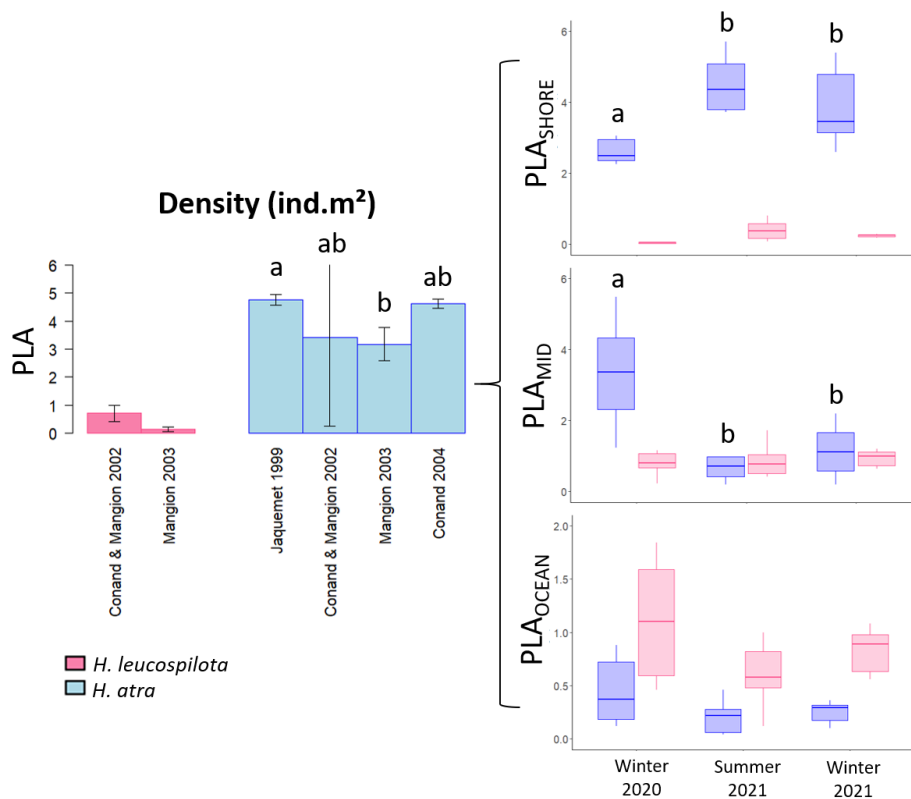 Density (ind.m²)
PLA
6
5
4
3
2
1
0
a
ab
b
ab
Conand & Mangion 2002
Mangion 2003
Jaquemet 1999
Conand & Mangion 2002
Mangion 2003
Conand 2004
H. leucospilota
H. atra
PLASHORE
6
4
2
0
a
b
b
PLAMID
4
2
0
a
b
b
PLAOCEAN
2.0
1.5
1.0
0.5
0.0
Winter
2020
Summer
2021
Winter
2021